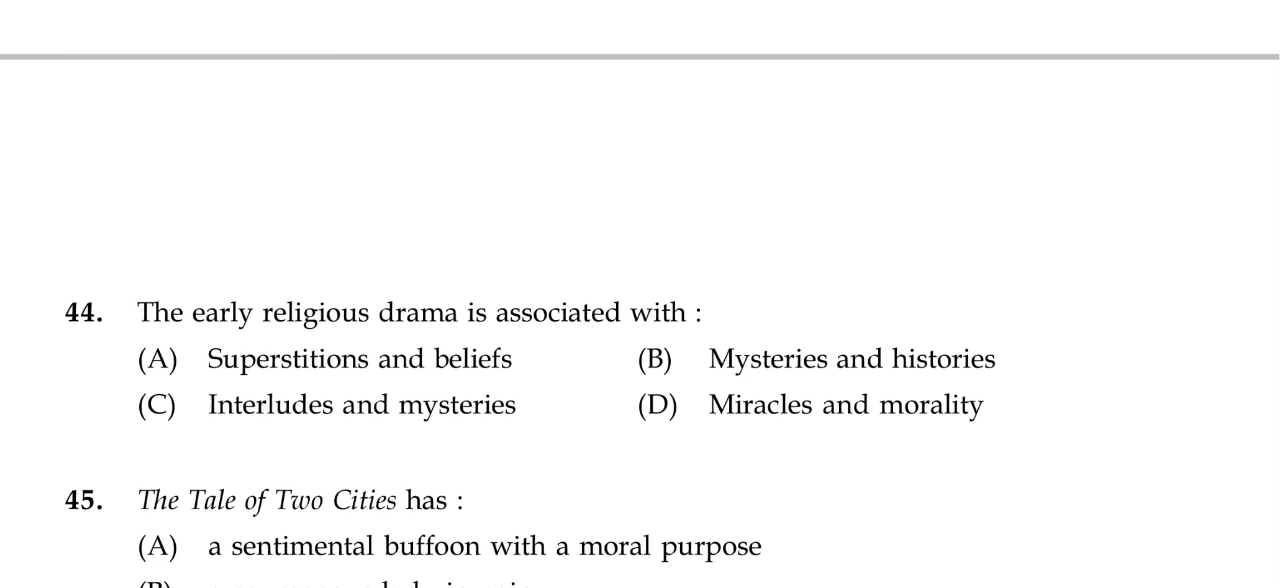 44. The early religious drama is associated with :
(A) Superstitions and beliefs (B) Mysteries and histories
(C) Interludes and mysteries (D) Miracles and morality
45. The Tale of Two Cities has :
(A) a sentimental buffoon with a moral purpose
(B)